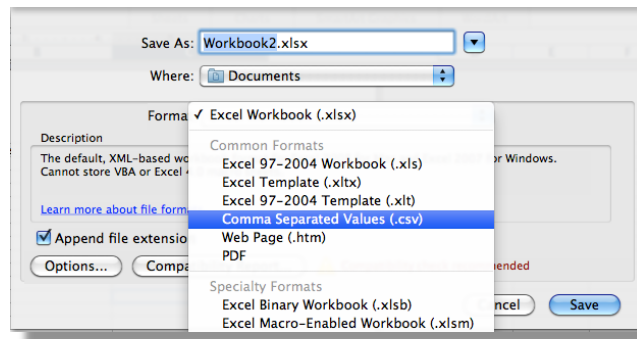 Save As: Workbook2.xlsx
Where: Documents
Forma ✓ Excel Workbook (.xlsx)
Description
Common Formats
The default, XML-based wo
or Windows.
Excel 97-2004 Workbook (.xls)
Cannot store VBA or Excel
Excel Template (.xltx)
Excel 97-2004 Template (.xlt)
Learn more about file form
Comma Separated Values (.csv)
Append file extensio
Web Page (.htm)
PDF
Options...
Compa
ended
Specialty Formats
Excel Binary Workbook (.xlsb)
ncel
Save
Excel Macro-Enabled Workbook (.xlsm)